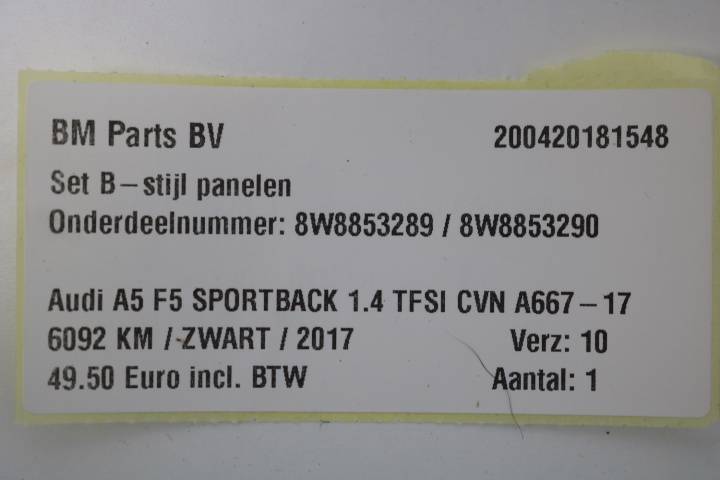 BM Parts BV 200420181548
Set B-stijl panelen
Onderdeelnummer: 8W8853289 / 8W8853290
Audi A5 F5 SPORTBACK 1.4 TFSI CVN A667-17
6092 KM / ZWART / 2017 Verz: 10
49.50 Euro incl. BTW Aantal: 1